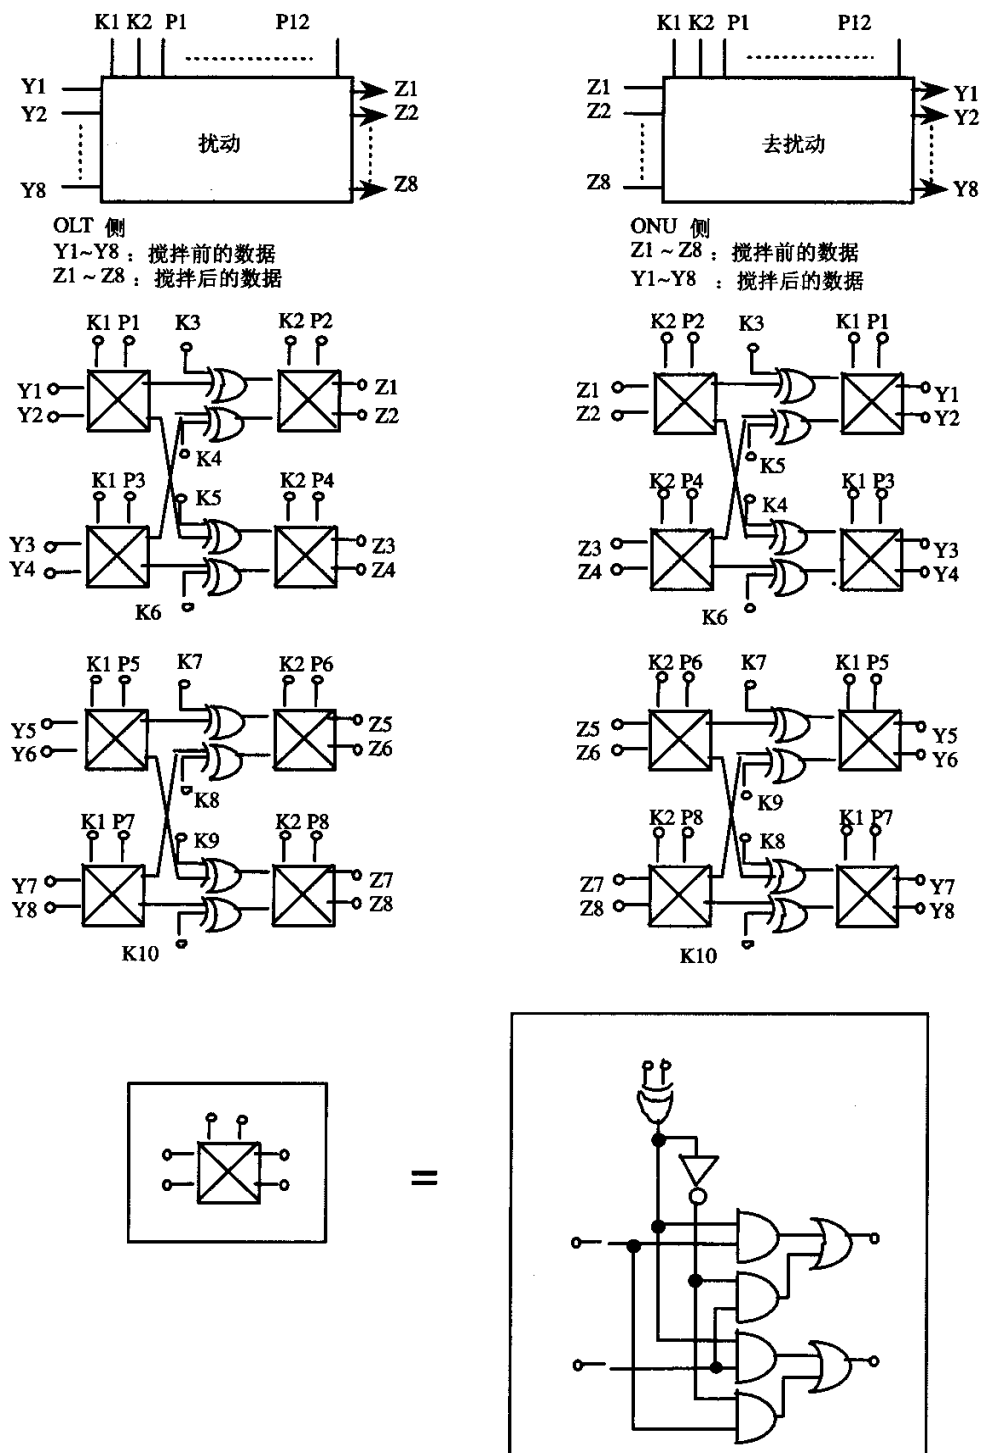 K1 K2 P1 P12
Y1 Z1
Y2 Z2
扰动
Y8 Z8
OLT 侧
Y1~Y8：搅拌前的数据
Z1~Z8：搅拌后的数据
K1 K2 P1 P12
Z1 Y1
Z2 Y2
去扰动
Z8 Y8
ONU 侧
Z1~Z8：搅拌前的数据
Y1~Y8：搅拌后的数据
K1 P1 K3 K2 P2
Y1 Z1
Y2 Z2
K4
K1 P3 K5 K2 P4
Y3 Z3
Y4 Z4
K6
K2 P2 K3 K1 P1
Z1 Y1
Z2 Y2
K5
K2 P4 K4 K1 P3
Z3 Y3
Z4 Y4
K6
K1 P5 K7 K2 P6
Y5 Z5
Y6 Z6
K8
K1 P7 K9 K2 P8
Y7 Z7
Y8 Z8
K10
K2 P6 K7 K1 P5
Z5 Y5
Z6 Y6
K9
K2 P8 K8 K1 P7
Z7 Y7
Z8 Y8
K10
=